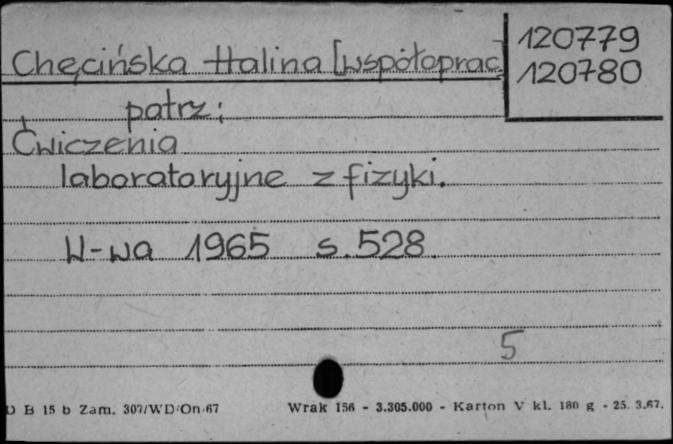 Chęcińska Halina [współoprac.
120779
120780
patrz:
Ćwiczenia
laboratoryjne z fizyki.
W-wa 1965 s. 528.
5
D B 15 b Zam. 307/WD/On/67 Wrak 156 - 3.305.000 - Karton V kl. 180 g - 25. 3.67.